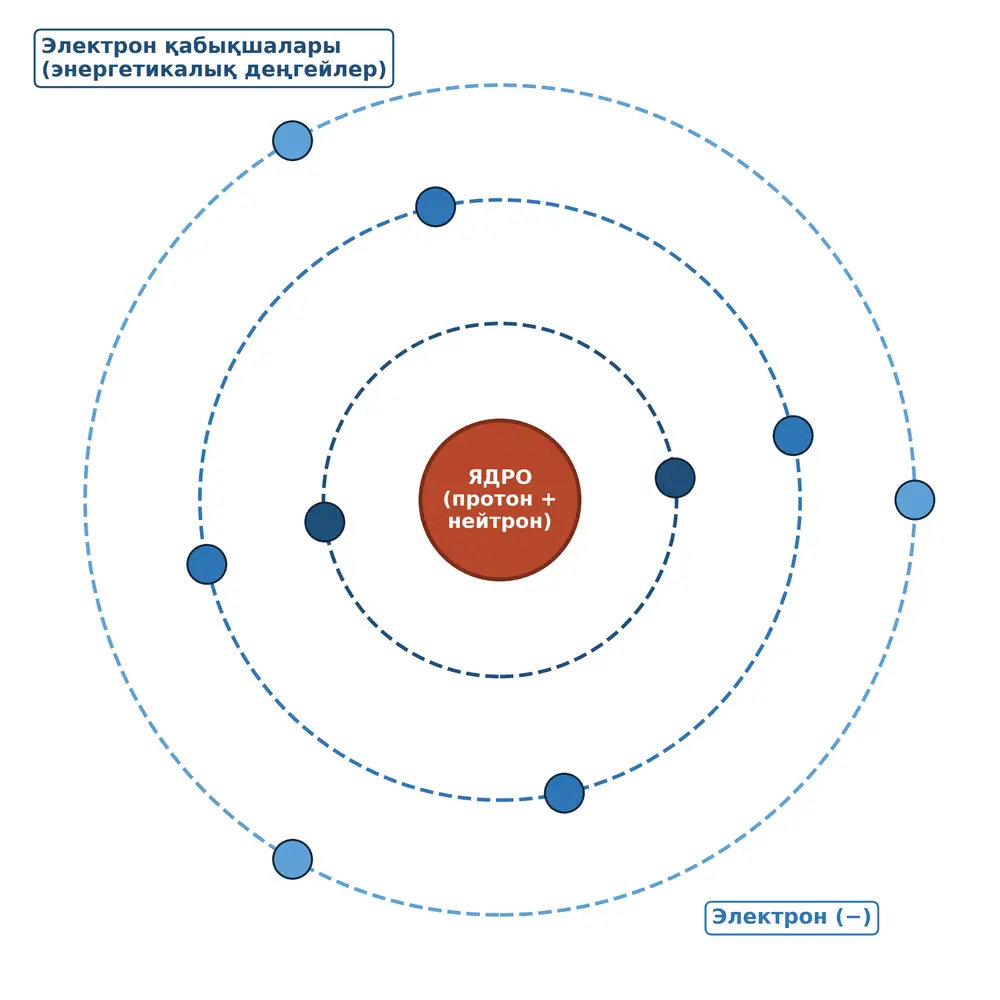 Электрон қабықшалары
(энергетикалық деңгейлер)
ЯДРО
(протон +
нейтрон)
Электрон (−)